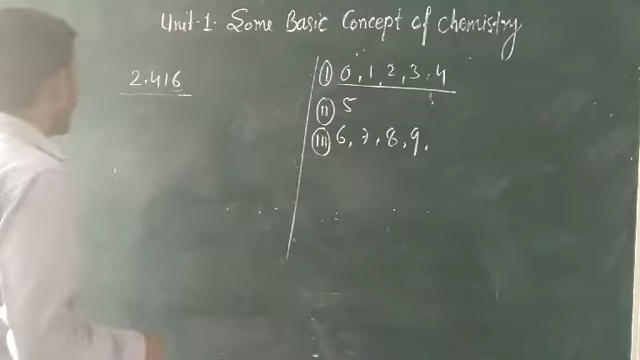 Unit-1. Some Basic Concept of chemistry
2.416
(i) 0, 1, 2, 3, 4
(ii) 5
(iii) 6, 7, 8, 9,